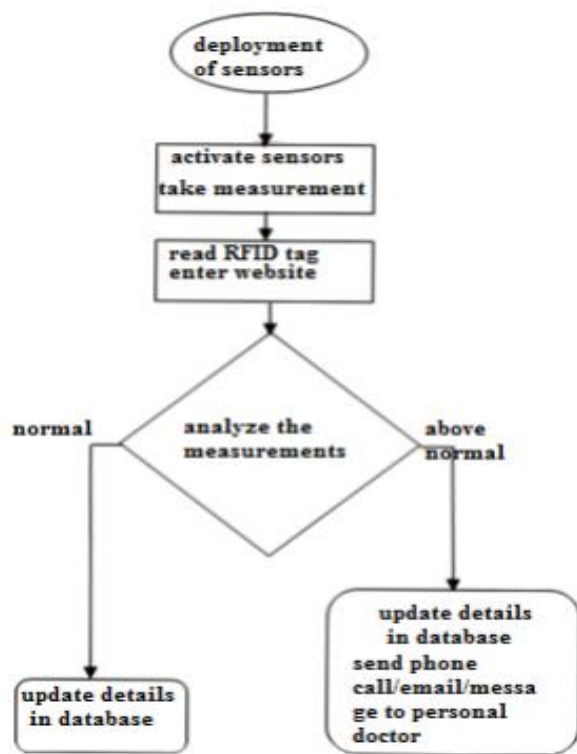 deployment
of sensors
activate sensors
take measurement
read RFID tag
enter website
normal
analyze the
measurements
above
normal
update details
in database
update details
in database
send phone
call/email/messa
ge to personal
doctor